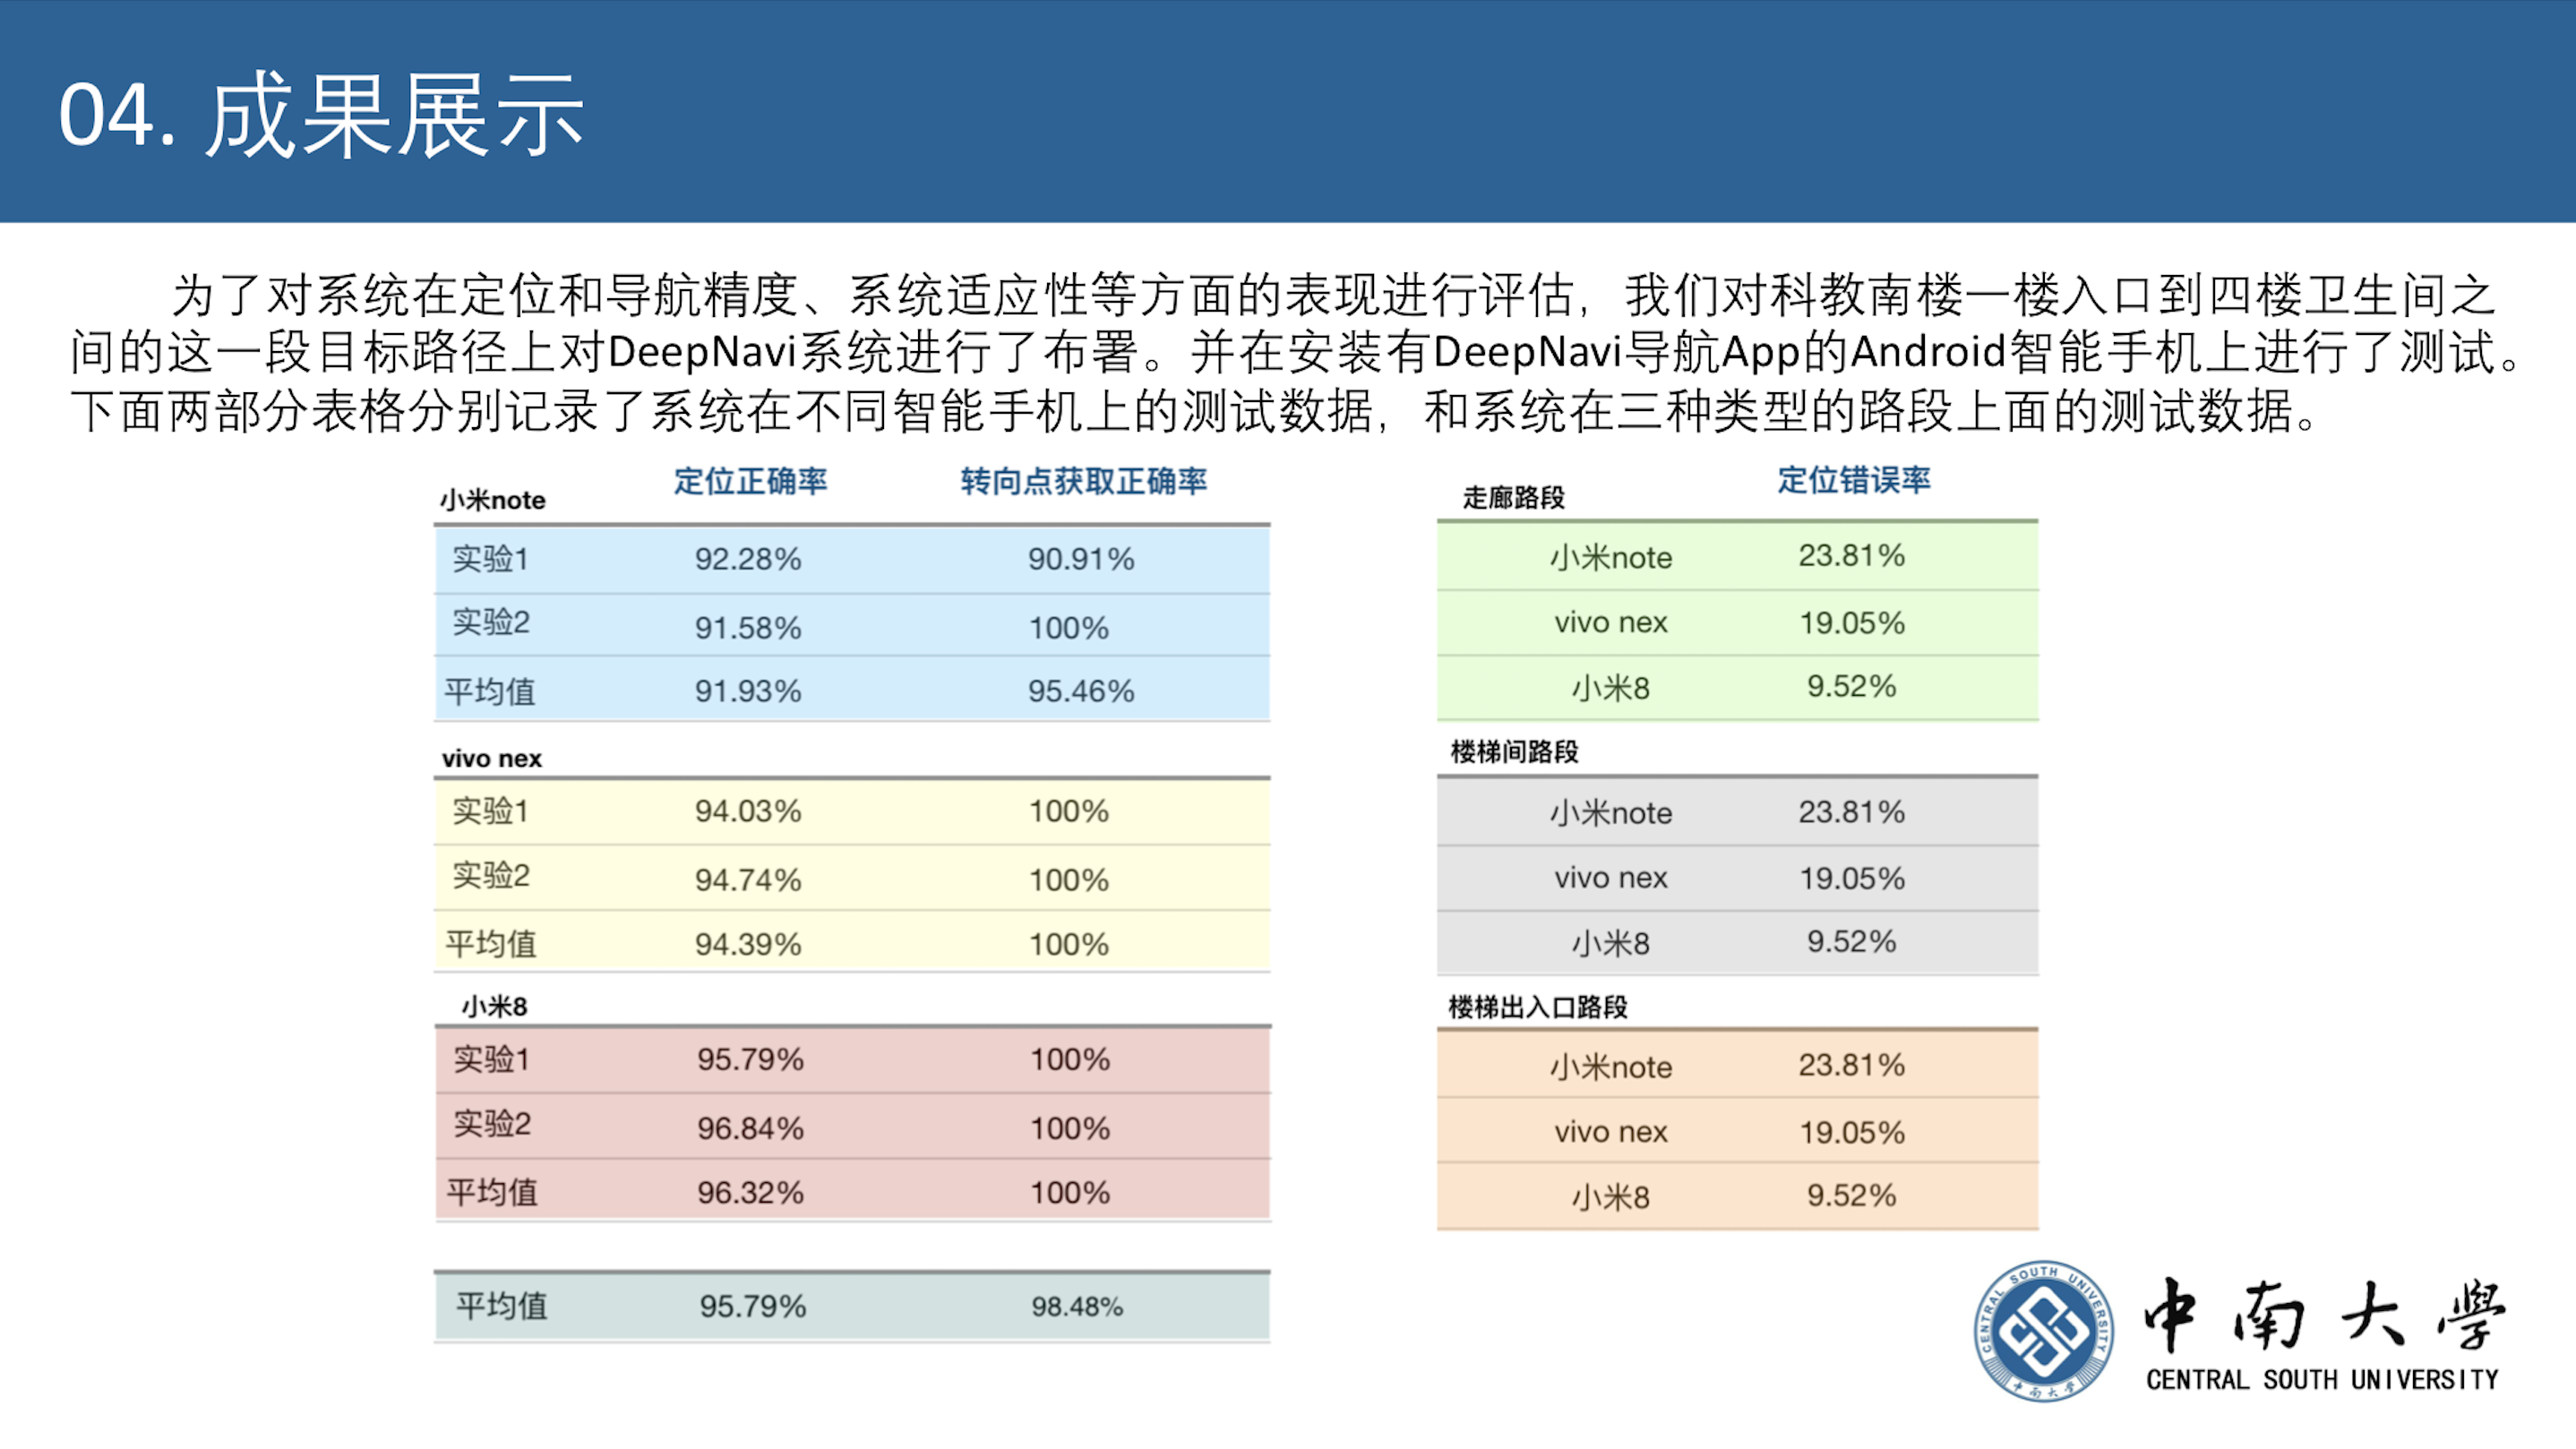 04. 成果展示
为了对系统在定位和导航精度、系统适应性等方面的表现进行评估，我们对科教南楼一楼入口到四楼卫生间之
间的这一段目标路径上对DeepNavi系统进行了布署。并在安装有DeepNavi导航App的Android智能手机上进行了测试。
下面两部分表格分别记录了系统在不同智能手机上的测试数据，和系统在三种类型的路段上面的测试数据。
小米note 定位正确率 转向点获取正确率
实验1 92.28% 90.91%
实验2 91.58% 100%
平均值 91.93% 95.46%
vivo nex
实验1 94.03% 100%
实验2 94.74% 100%
平均值 94.39% 100%
小米8
实验1 95.79% 100%
实验2 96.84% 100%
平均值 96.32% 100%
平均值 95.79% 98.48%
走廊路段 定位错误率
小米note 23.81%
vivo nex 19.05%
小米8 9.52%
楼梯间路段
小米note 23.81%
vivo nex 19.05%
小米8 9.52%
楼梯出入口路段
小米note 23.81%
vivo nex 19.05%
小米8 9.52%
CENTRAL SOUTH UNIVERSITY
中南大学
中南大學
CENTRAL SOUTH UNIVERSITY